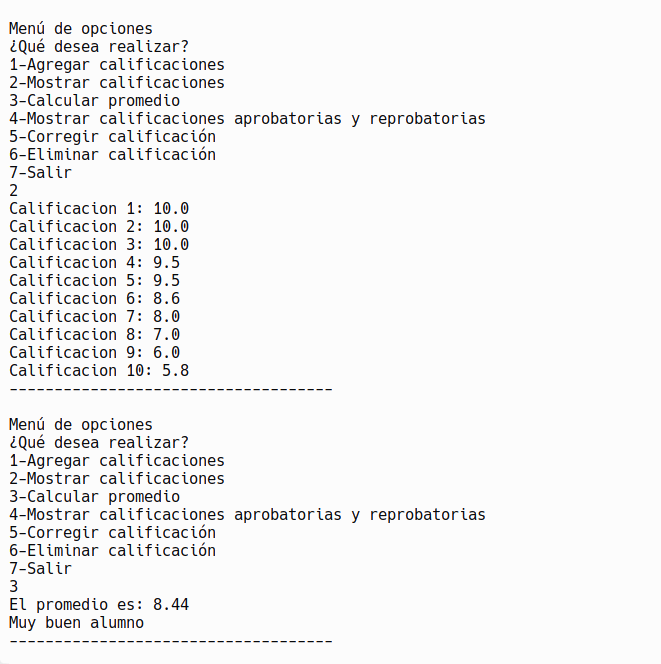 Menú de opciones
¿Qué desea realizar?
1-Agregar calificaciones
2-Mostrar calificaciones
3-Calcular promedio
4-Mostrar calificaciones aprobatorias y reprobatorias
5-Corregir calificación
6-Eliminar calificación
7-Salir
2
Calificacion 1: 10.0
Calificacion 2: 10.0
Calificacion 3: 10.0
Calificacion 4: 9.5
Calificacion 5: 9.5
Calificacion 6: 8.6
Calificacion 7: 8.0
Calificacion 8: 7.0
Calificacion 9: 6.0
Calificacion 10: 5.8
------------------------------------
Menú de opciones
¿Qué desea realizar?
1-Agregar calificaciones
2-Mostrar calificaciones
3-Calcular promedio
4-Mostrar calificaciones aprobatorias y reprobatorias
5-Corregir calificación
6-Eliminar calificación
7-Salir
3
El promedio es: 8.44
Muy buen alumno
------------------------------------